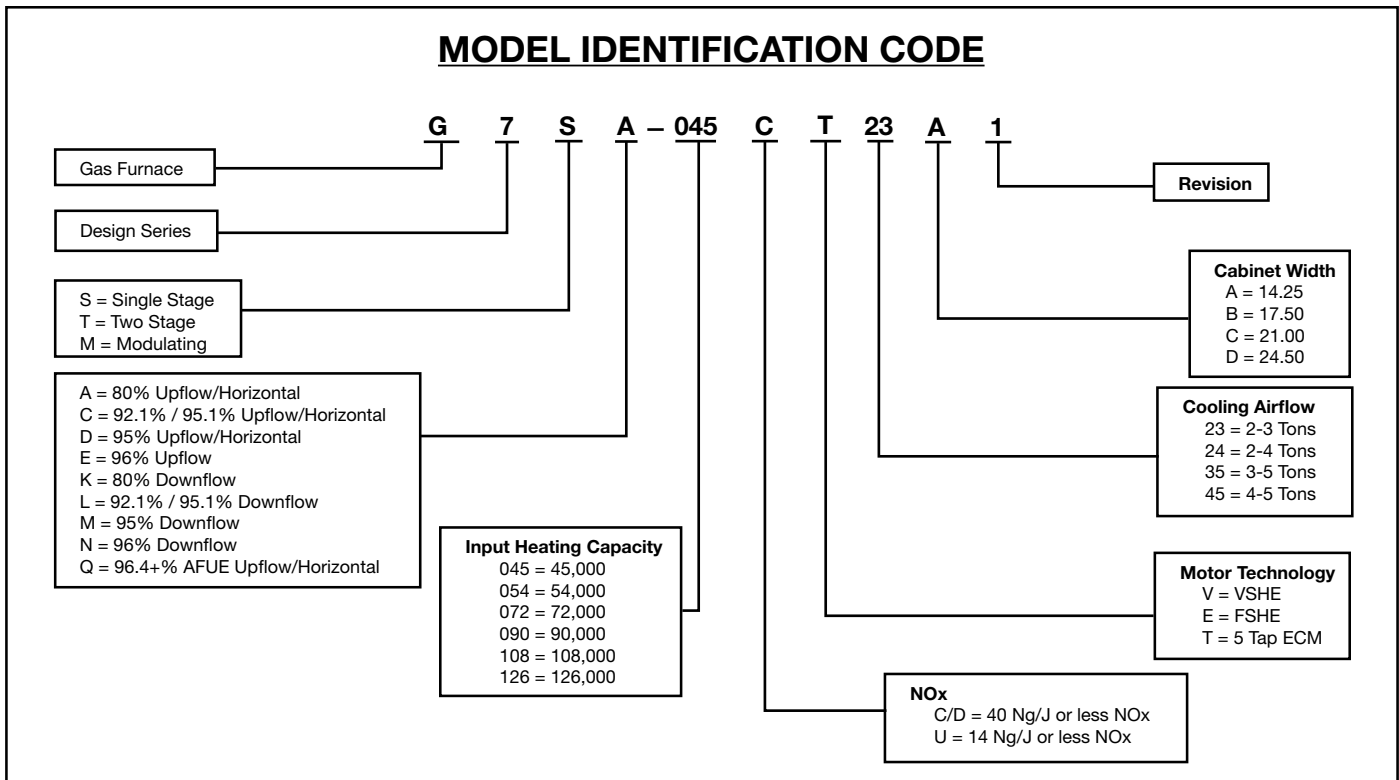 MODEL IDENTIFICATION CODE
G 7 S A – 045 C T 23 A 1
Gas Furnace
Design Series
S = Single Stage
T = Two Stage
M = Modulating
A = 80% Upflow/Horizontal
C = 92.1% / 95.1% Upflow/Horizontal
D = 95% Upflow/Horizontal
E = 96% Upflow
K = 80% Downflow
L = 92.1% / 95.1% Downflow
M = 95% Downflow
N = 96% Downflow
Q = 96.4+% AFUE Upflow/Horizontal
Input Heating Capacity
045 = 45,000
054 = 54,000
072 = 72,000
090 = 90,000
108 = 108,000
126 = 126,000
NOx
C/D = 40 Ng/J or less NOx
U = 14 Ng/J or less NOx
Motor Technology
V = VSHE
E = FSHE
T = 5 Tap ECM
Cooling Airflow
23 = 2-3 Tons
24 = 2-4 Tons
35 = 3-5 Tons
45 = 4-5 Tons
Cabinet Width
A = 14.25
B = 17.50
C = 21.00
D = 24.50
Revision